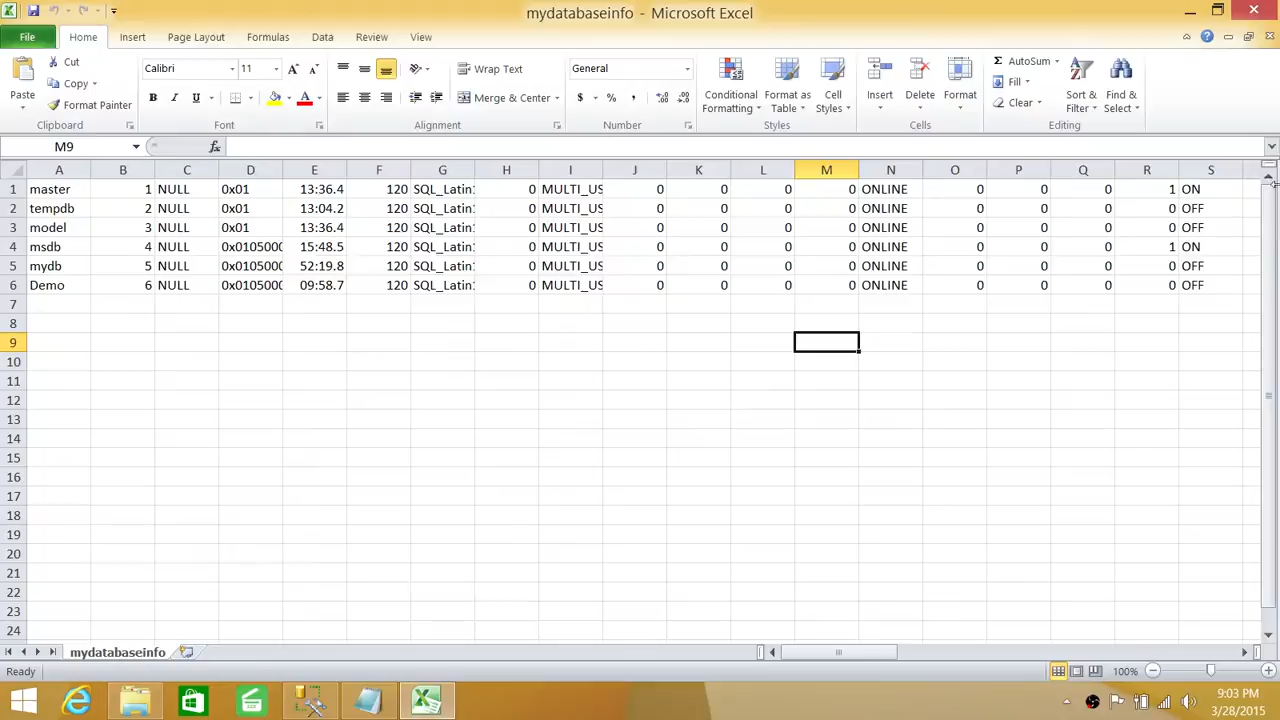 mydatabaseinfo - Microsoft Excel
File Home Insert Page Layout Formulas Data Review View
Paste
Cut
Copy
Format Painter
Clipboard
Calibri 11
B I U
Font
Wrap Text
Merge & Center
Alignment
General
$ % ,
Number
Conditional Formatting
Format as Table
Cell Styles
Styles
Insert Delete Format
Cells
AutoSum
Fill
Clear
Sort & Filter
Find & Select
Editing
M9 fx
A B C D E F G H I J K L M N O P Q R S
1 master 1 NULL 0x01 13:36.4 120 SQL_Latin1 0 MULTI_US 0 0 0 0 ONLINE 0 0 0 1 ON
2 tempdb 2 NULL 0x01 13:04.2 120 SQL_Latin1 0 MULTI_US 0 0 0 0 ONLINE 0 0 0 0 OFF
3 model 3 NULL 0x01 13:36.4 120 SQL_Latin1 0 MULTI_US 0 0 0 0 ONLINE 0 0 0 0 OFF
4 msdb 4 NULL 0x0105000 15:48.5 120 SQL_Latin1 0 MULTI_US 0 0 0 0 ONLINE 0 0 0 1 ON
5 mydb 5 NULL 0x0105000 52:19.8 120 SQL_Latin1 0 MULTI_US 0 0 0 0 ONLINE 0 0 0 0 OFF
6 Demo 6 NULL 0x0105000 09:58.7 120 SQL_Latin1 0 MULTI_US 0 0 0 0 ONLINE 0 0 0 0 OFF
7
8
9
10
11
12
13
14
15
16
17
18
19
20
21
22
23
24
mydatabaseinfo
Ready 100%
9:03 PM
3/28/2015